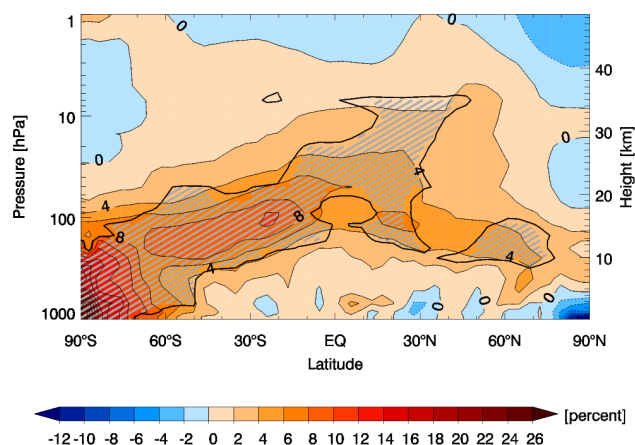 1
10
100
1000
Pressure [hPa]
40
30
20
10
Height [km]
0
0
0
0
4
4
8
8
4
4
0
0
0
90°S
60°S
30°S
EQ
30°N
60°N
90°N
Latitude
-12 -10 -8 -6 -4 -2 0 2 4 6 8 10 12 14 16 18 20 22 24 26
[percent]